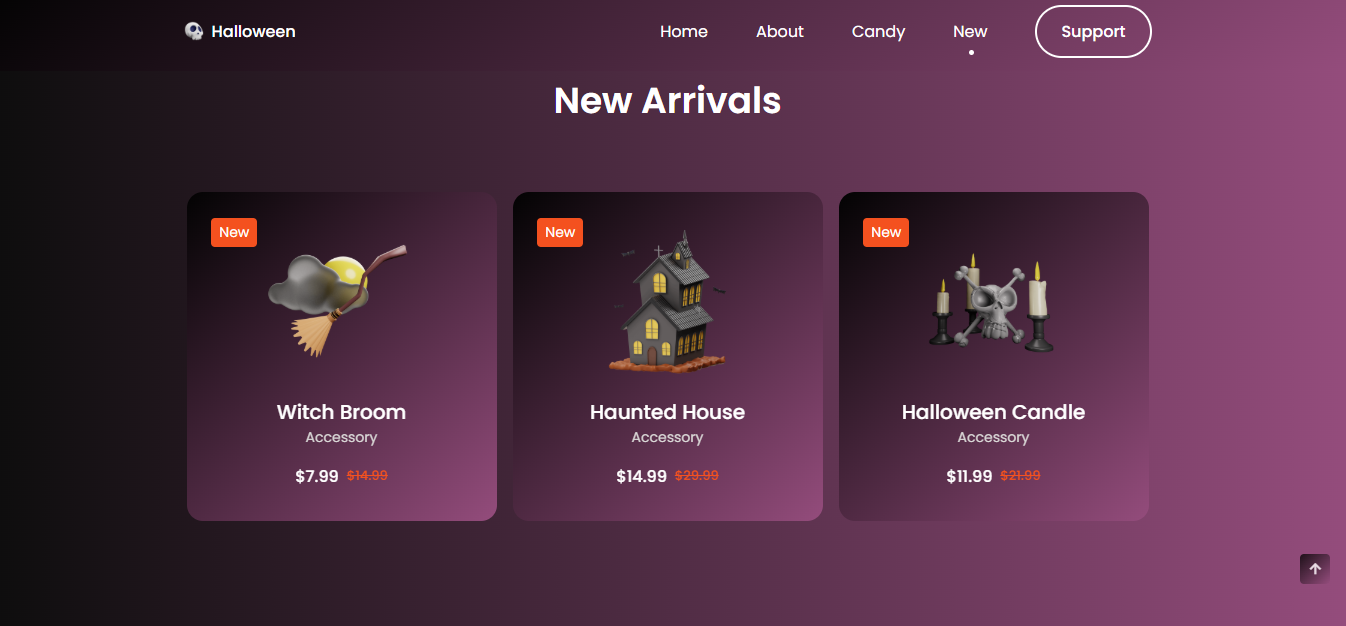 Halloween
Home About Candy New Support
New Arrivals
New New New
Witch Broom
Accessory
$7.99 $14.99
Haunted House
Accessory
$14.99 $29.99
Halloween Candle
Accessory
$11.99 $21.99